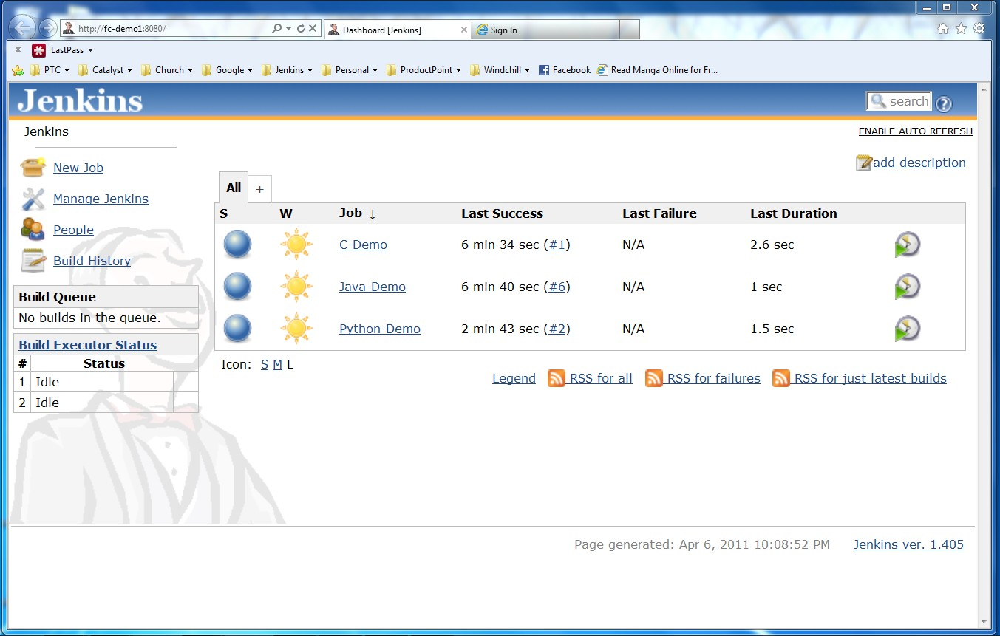 http://fc-demo1:8080/
Dashboard [Jenkins]
Sign In
LastPass
PTC Catalyst Church Google Jenkins Personal ProductPoint Windchill Facebook Read Manga Online for Fr...
Jenkins
search
Jenkins
ENABLE AUTO REFRESH
add description
New Job
Manage Jenkins
People
Build History
Build Queue
No builds in the queue.
Build Executor Status
# Status
1 Idle
2 Idle
All +
S W Job ↓ Last Success Last Failure Last Duration
C-Demo 6 min 34 sec (#1) N/A 2.6 sec
Java-Demo 6 min 40 sec (#6) N/A 1 sec
Python-Demo 2 min 43 sec (#2) N/A 1.5 sec
Icon: S M L
Legend RSS for all RSS for failures RSS for just latest builds
Page generated: Apr 6, 2011 10:08:52 PM Jenkins ver. 1.405